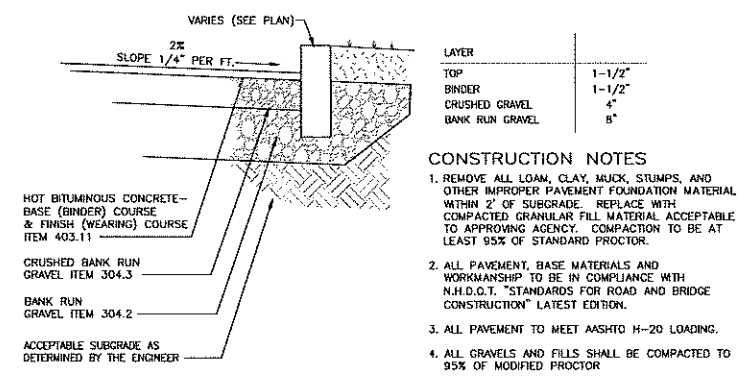 VARIES (SEE PLAN)
2%
SLOPE 1/4" PER FT.
HOT BITUMINOUS CONCRETE-
BASE (BINDER) COURSE
& FINISH (WEARING) COURSE
ITEM 403.11
CRUSHED BANK RUN
GRAVEL ITEM 304.3
BANK RUN
GRAVEL ITEM 304.2
ACCEPTABLE SUBGRADE AS
DETERMINED BY THE ENGINEER
LAYER
TOP 1-1/2"
BINDER 1-1/2"
CRUSHED GRAVEL 4"
BANK RUN GRAVEL 8"
CONSTRUCTION NOTES
1. REMOVE ALL LOAM, CLAY, MUCK, STUMPS, AND
OTHER IMPROPER PAVEMENT FOUNDATION MATERIAL
WITHIN 2' OF SUBGRADE. REPLACE WITH
COMPACTED GRANULAR FILL MATERIAL ACCEPTABLE
TO APPROVING AGENCY. COMPACTION TO BE AT
LEAST 95% OF STANDARD PROCTOR.
2. ALL PAVEMENT, BASE MATERIALS AND
WORKMANSHIP TO BE IN COMPLIANCE WITH
N.H.D.O.T. "STANDARDS FOR ROAD AND BRIDGE
CONSTRUCTION" LATEST EDITION.
3. ALL PAVEMENT TO MEET AASHTO H-20 LOADING.
4. ALL GRAVELS AND FILLS SHALL BE COMPACTED TO
95% OF MODIFIED PROCTOR